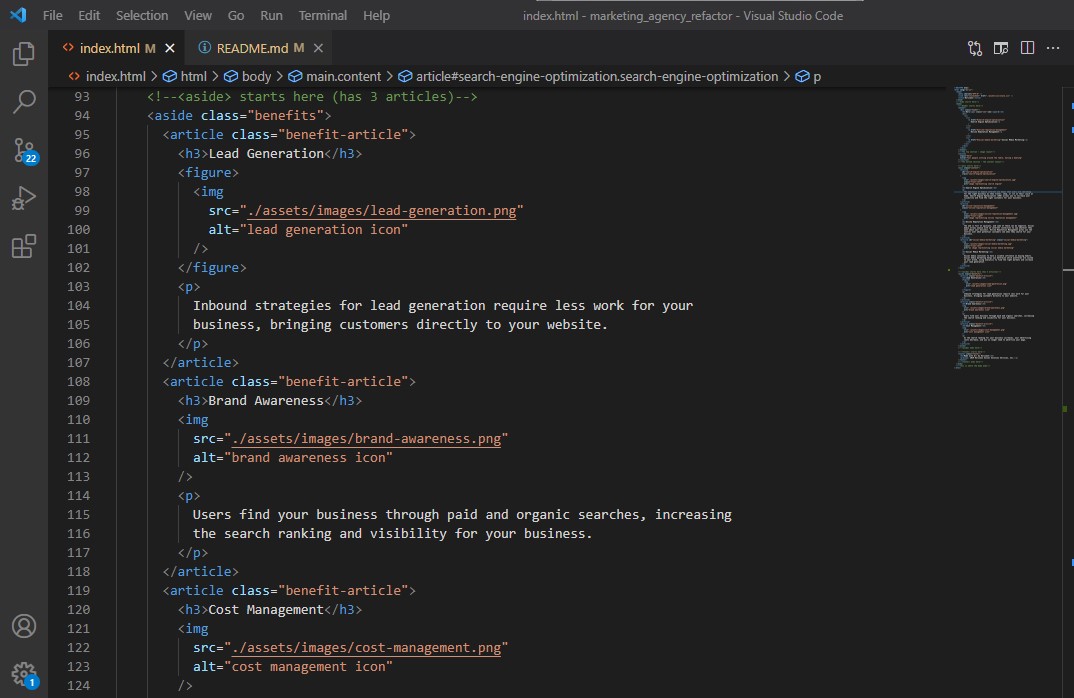 File Edit Selection View Go Run Terminal Help index.html - marketing_agency_refactor - Visual Studio Code
index.html M README.md M
index.html > html > body > main.content > article#search-engine-optimization.search-engine-optimization > p
93 <!--<aside> starts here (has 3 articles)-->
94 <aside class="benefits">
95 <article class="benefit-article">
96 <h3>Lead Generation</h3>
97 <figure>
98 <img
99 src="./assets/images/lead-generation.png"
100 alt="lead generation icon"
101 />
102 </figure>
103 <p>
104 Inbound strategies for lead generation require less work for your
105 business, bringing customers directly to your website.
106 </p>
107 </article>
108 <article class="benefit-article">
109 <h3>Brand Awareness</h3>
110 <img
111 src="./assets/images/brand-awareness.png"
112 alt="brand awareness icon"
113 />
114 <p>
115 Users find your business through paid and organic searches, increasing
116 the search ranking and visibility for your business.
117 </p>
118 </article>
119 <article class="benefit-article">
120 <h3>Cost Management</h3>
121 <img
122 src="./assets/images/cost-management.png"
123 alt="cost management icon"
124 />
22
1